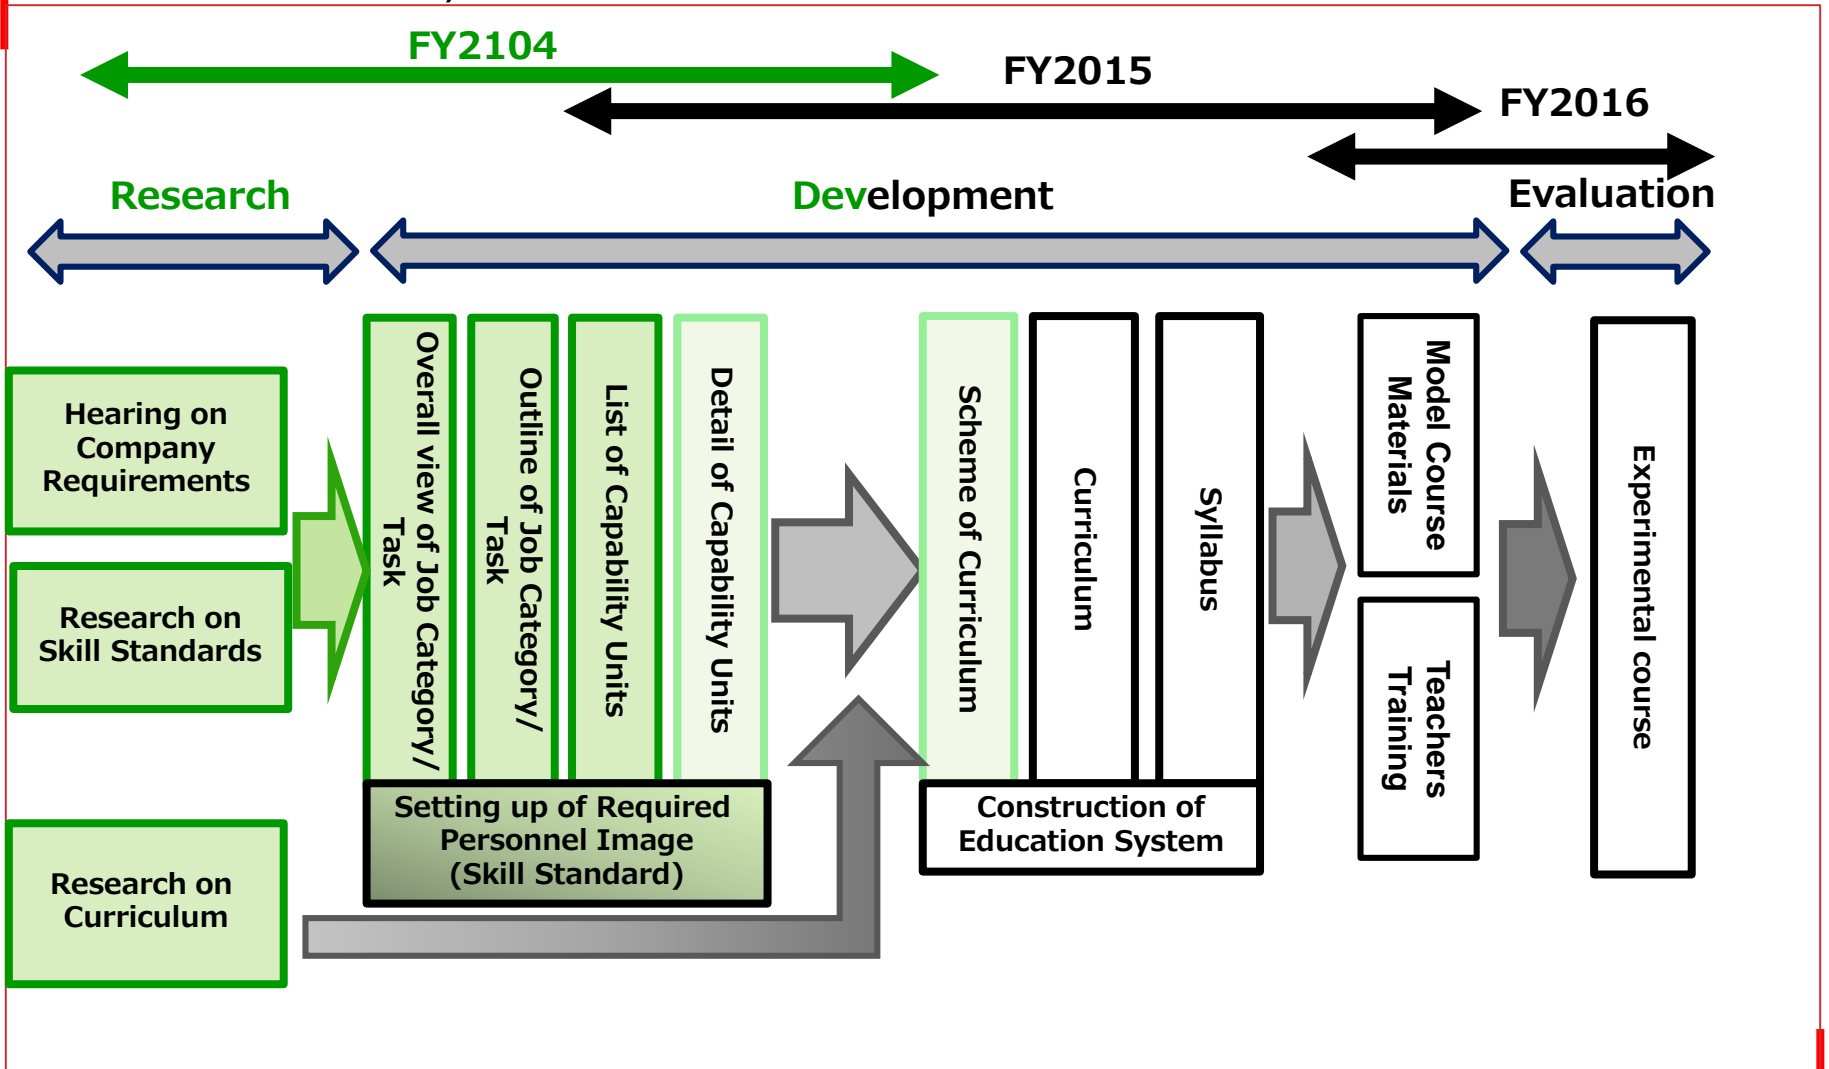 FY2104
FY2015
FY2016
Research
Development
Evaluation
Hearing on
Company
Requirements
Research on
Skill Standards
Research on
Curriculum
Overall view of Job Category/
Task
Outline of Job Category/
Task
List of Capability Units
Detail of Capability Units
Setting up of Required
Personnel Image
(Skill Standard)
Scheme of Curriculum
Curriculum
Syllabus
Construction of
Education System
Model Course
Materials
Teachers
Training
Experimental course